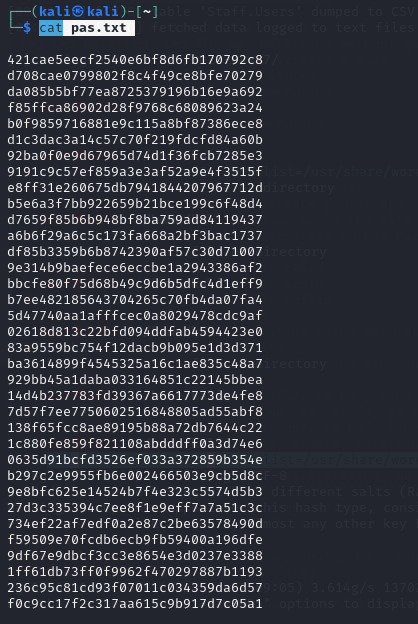 ┌──(kali㉿kali)-[~]
└─$ cat pas.txt
421cae5eecf2540e6bf8d6fb170792c8
d708cae0799802f8c4f49ce8bfe70279
da085b5bf77ea8725379196b16e9a692
f85ffca86902d28f9768c68089623a24
b0f9859716881e9c115a8bf87386ece8
d1c3dac3a14c57c70f219fdcfd84a60b
92ba0f0e9d67965d74d1f36fcb7285e3
9191c9c57ef859a3e3af52a9e4f3515f
e8ff31e260675db7941844207967712d
b5e6a3f7bb922659b21bce199c6f48d4
d7659f85b6b948bf8ba759ad84119437
a6b6f29a6c5c173fa668a2bf3bac1737
df85b3359b6b8742390af57c30d71007
9e314b9baefece6eccbe1a2943386af2
bbcfe80f75d68b49c9d6b5dfc4d1eff9
b7ee482185643704265c70fb4da07fa4
5d47740aa1afffcec0a8029478cdc9af
02618d813c22bfd094ddfab4594423e0
83a9559bc754f12dacb9b095e1d3d371
ba3614899f4545325a16c1ae835c48a7
929bb45a1daba033164851c22145bbea
14d4b237783fd39367a6617773de4fe8
7d57f7ee7750602516848805ad55abf8
138f65fcc8ae89195b88a72db7644c22
1c880fe859f821108abdddff0a3d74e6
0635d91bcfd3526ef033a372859b354e
b297c2e9955fb6e002466503e9cb5d8c
9e8bfc625e14524b7f4e323c5574d5b3
27d3c335394c7ee8f1e9eff7a7a51c3c
734ef22af7edf0a2e87c2be63578490d
f59509e70fcdb6ecb9fb59400a196dfe
9df67e9dbcf3cc3e8654e3d0237e3388
1ff61db73ff0f9962f470297887b1193
236c95c81cd93f07011c034359da6d57
f0c9cc17f2c317aa615c9b917d7c05a1